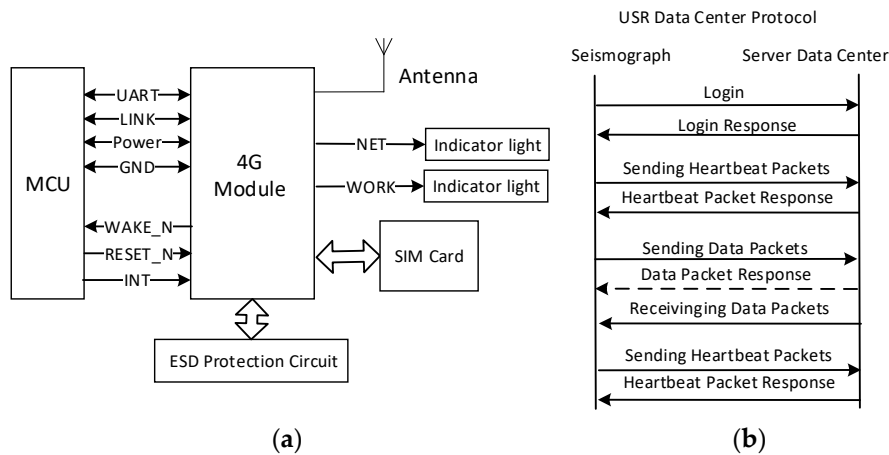 Antenna
UART
LINK
Power
GND
MCU
4G
Module
NET
Indicator light
WORK
Indicator light
WAKE_N
RESET_N
INT
SIM Card
ESD Protection Circuit
(a)
USR Data Center Protocol
Seismograph
Server Data Center
Login
Login Response
Sending Heartbeat Packets
Heartbeat Packet Response
Sending Data Packets
Data Packet Response
Receivinging Data Packets
Sending Heartbeat Packets
Heartbeat Packet Response
(b)